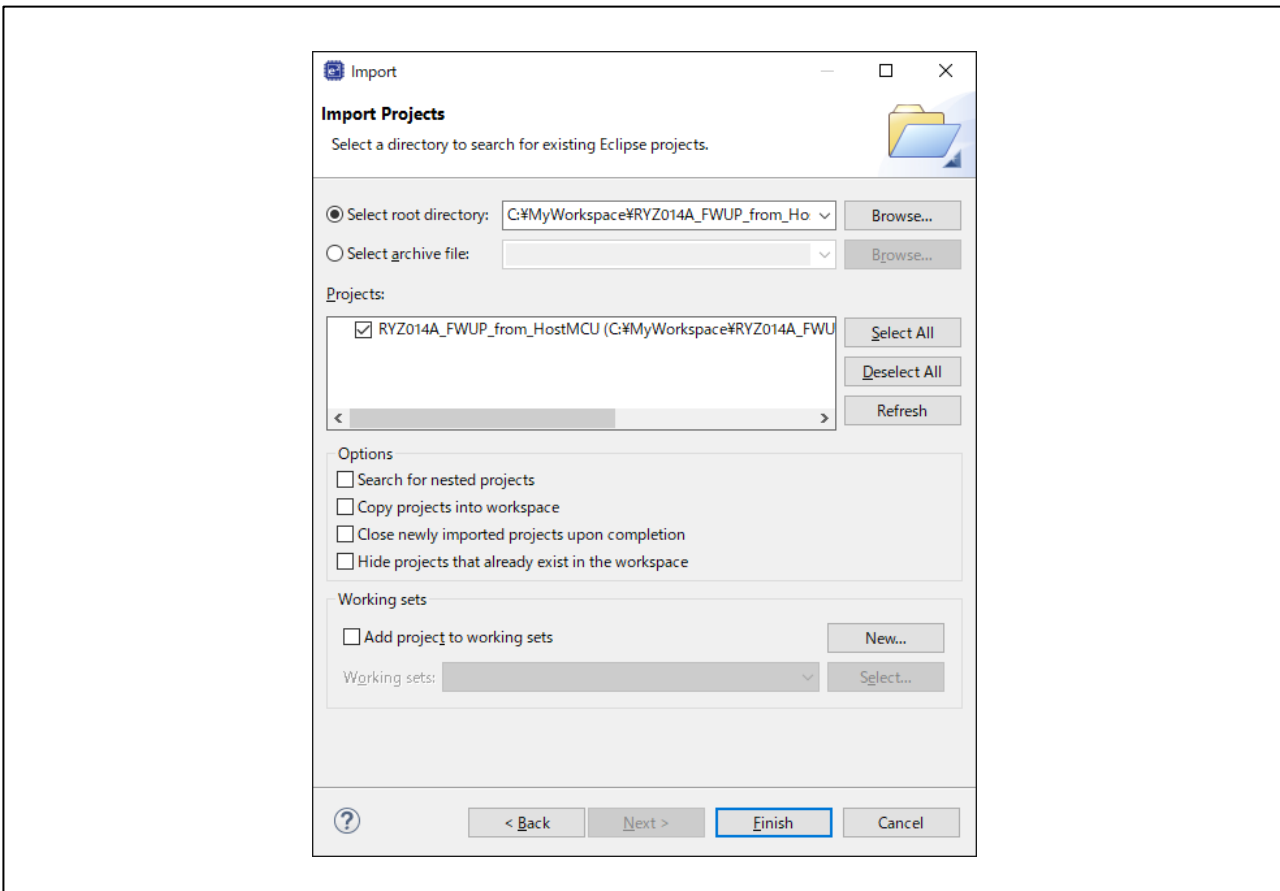 Import
Import Projects
Select a directory to search for existing Eclipse projects.
Select root directory: C:¥MyWorkspace¥RYZ014A_FWUP_from_Ho Browse...
Select archive file: Browse...
Projects:
RYZ014A_FWUP_from_HostMCU (C:¥MyWorkspace¥RYZ014A_FWU
Select All
Deselect All
Refresh
Options
Search for nested projects
Copy projects into workspace
Close newly imported projects upon completion
Hide projects that already exist in the workspace
Working sets
Add project to working sets New...
Working sets: Select...
? < Back Next > Finish Cancel